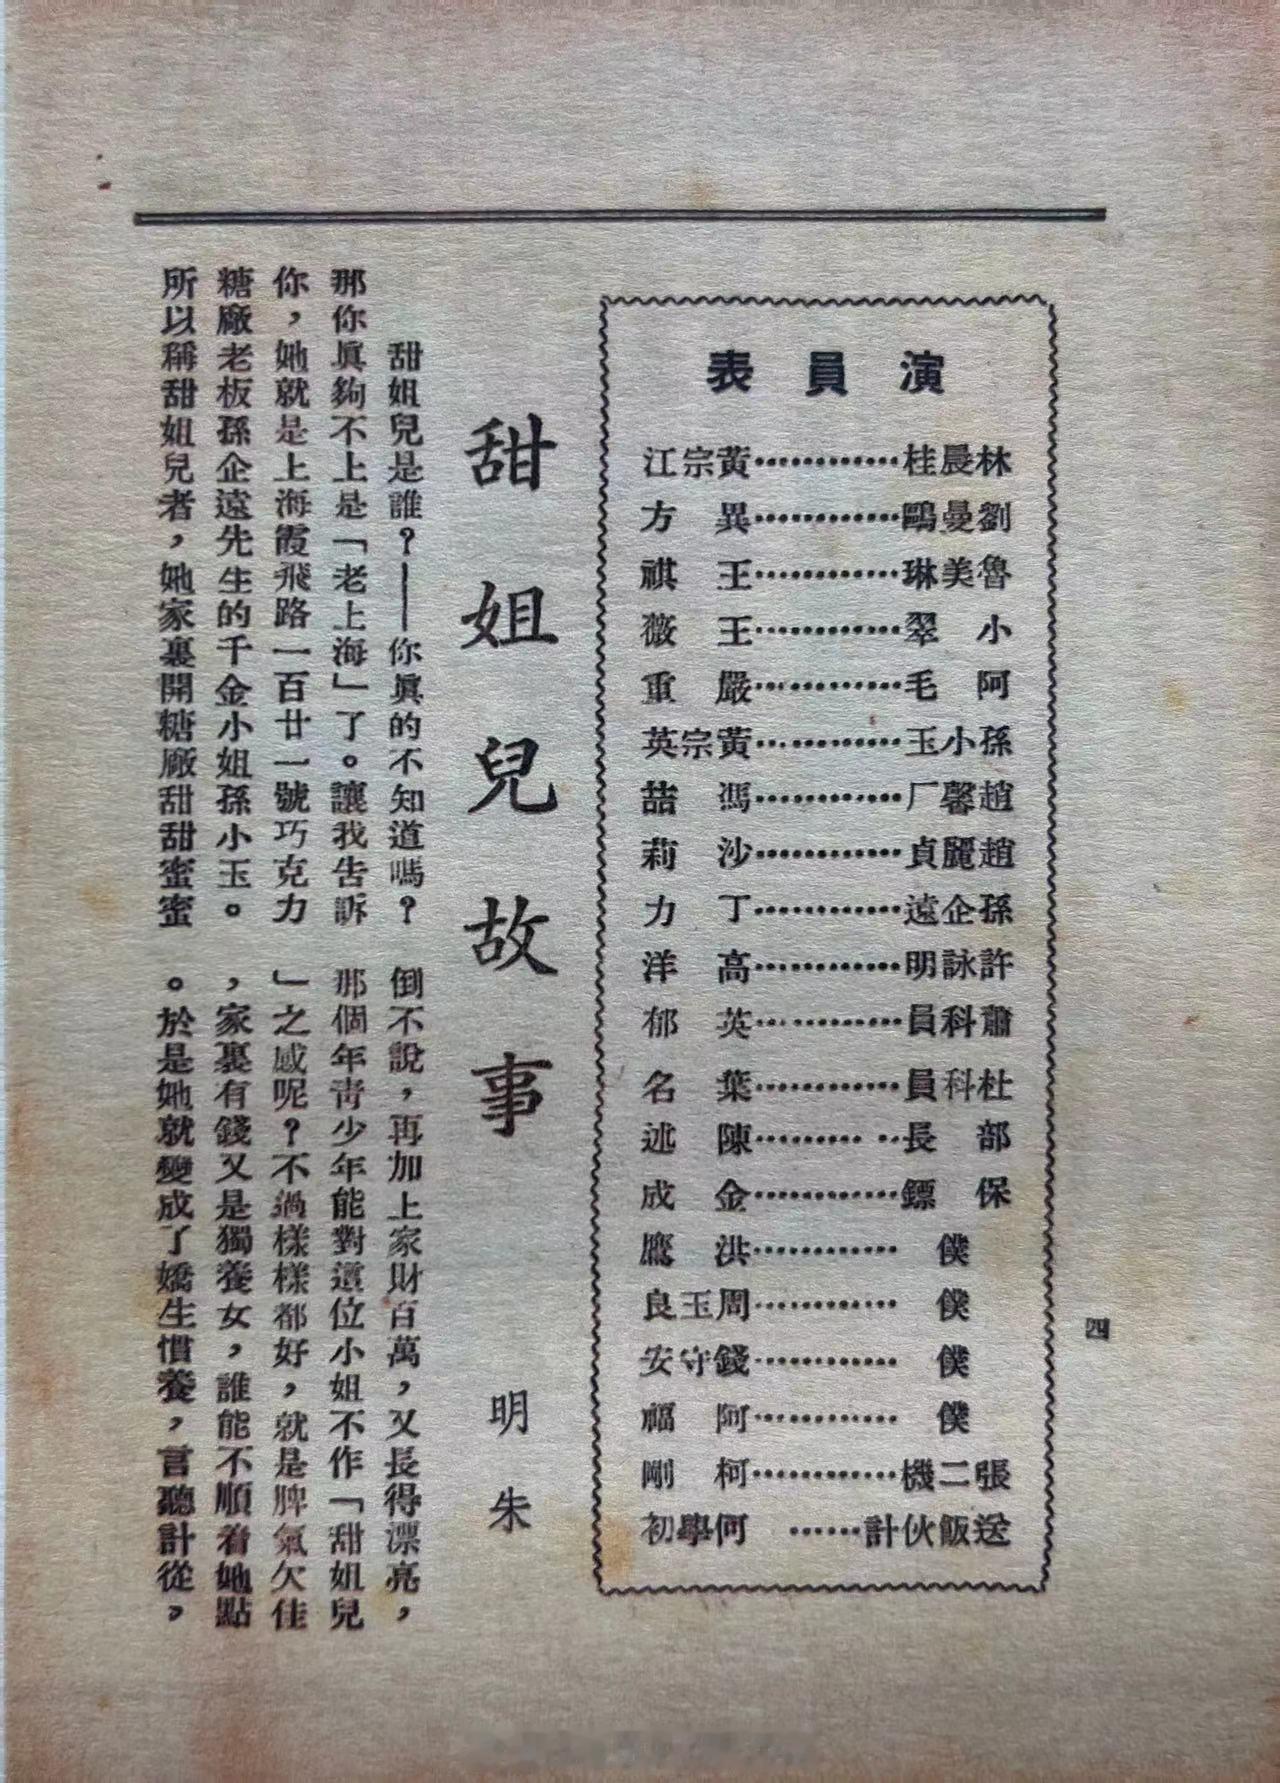 四
演員表
林晨桂…………黃宗江
劉曼鷗…………異方
魯美琳…………王祺
小翠…………王薇
阿毛…………嚴重
孫小玉…………黃宗英
趙馨厂…………馮喆
趙麗貞…………沙莉
孫企遠…………丁力
許詠明…………高洋
蕭科員…………英郁
杜科員…………葉名
部長…………陳述
保鏢…………金成
僕…………洪鷹
僕…………周玉良
僕…………錢守安
僕…………阿福
張二機…………柯剛
送飯伙計……何學初
甜姐兒故事
明朱
甜姐兒是誰？——你眞的不知道嗎？
那你眞夠不上是「老上海」了。讓我吿訴
你，她就是上海霞飛路一百廿一號巧克力
糖廠老板孫企遠先生的千金小姐孫小玉。
所以稱甜姐兒者，她家裏開糖廠甜甜蜜蜜
倒不說，再加上家財百萬，又長得漂亮，
那個年靑少年能對這位小姐不作「甜姐兒
」之感呢？不過樣樣都好，就是脾氣欠佳
，家裏有錢又是獨養女，誰能不順着她點
。於是她就變成了嬌生慣養，言聽計從，